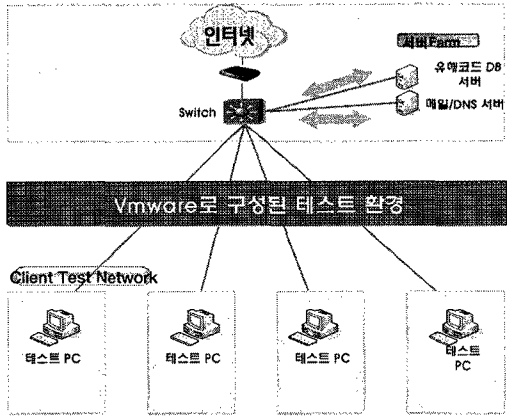 인터넷
서버Farm
유해코드 DB
서버
Switch
메일/DNS 서버
Vmware로 구성된 테스트 환경
Client Test Network
테스트 PC
테스트 PC
테스트 PC
테스트
PC